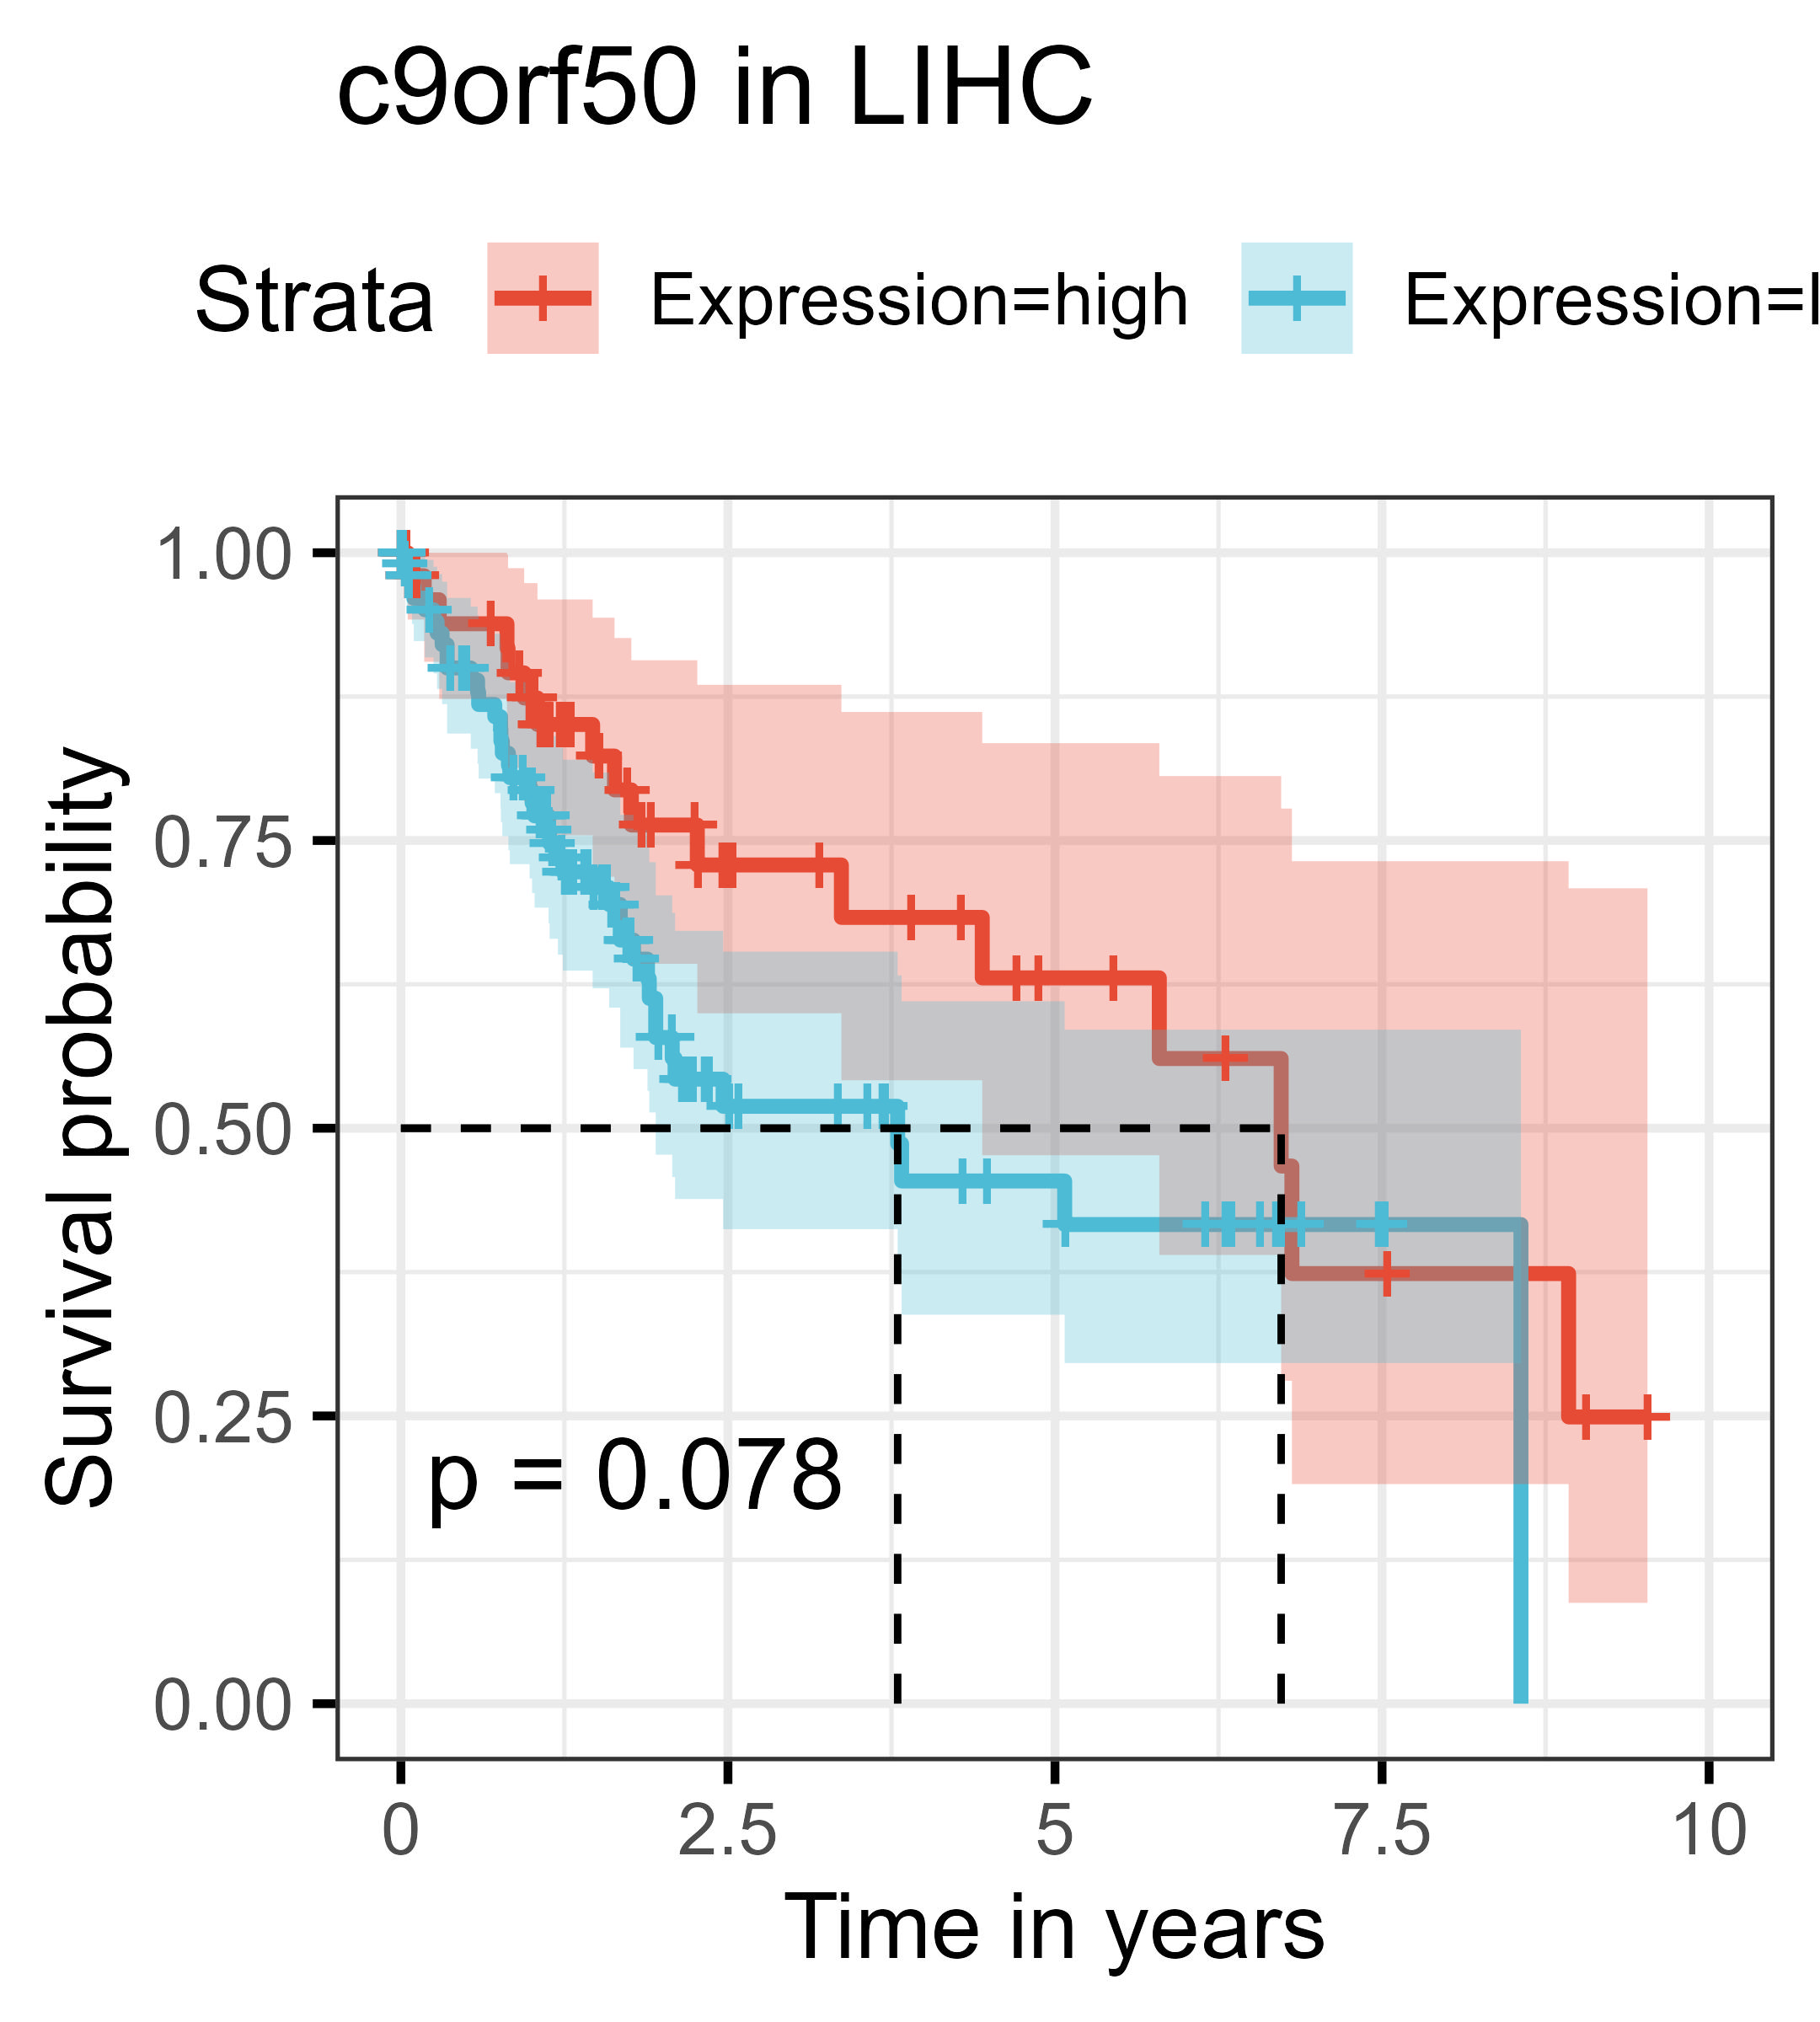 c9orf50 in LIHC
Strata Expression=high Expression=l
1.00
0.75
0.50
0.25
0.00
Survival probability
p = 0.078
0 2.5 5 7.5 10
Time in years